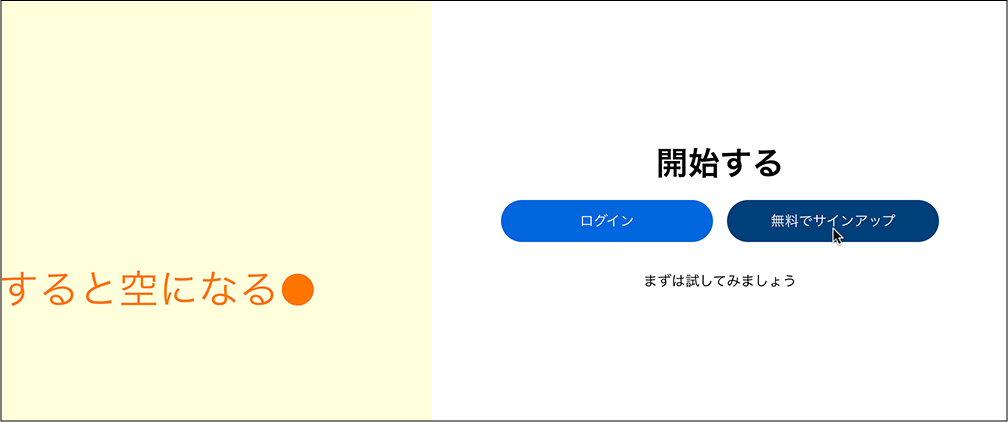 すると空になる●
開始する
ログイン
無料でサインアップ
まずは試してみましょう